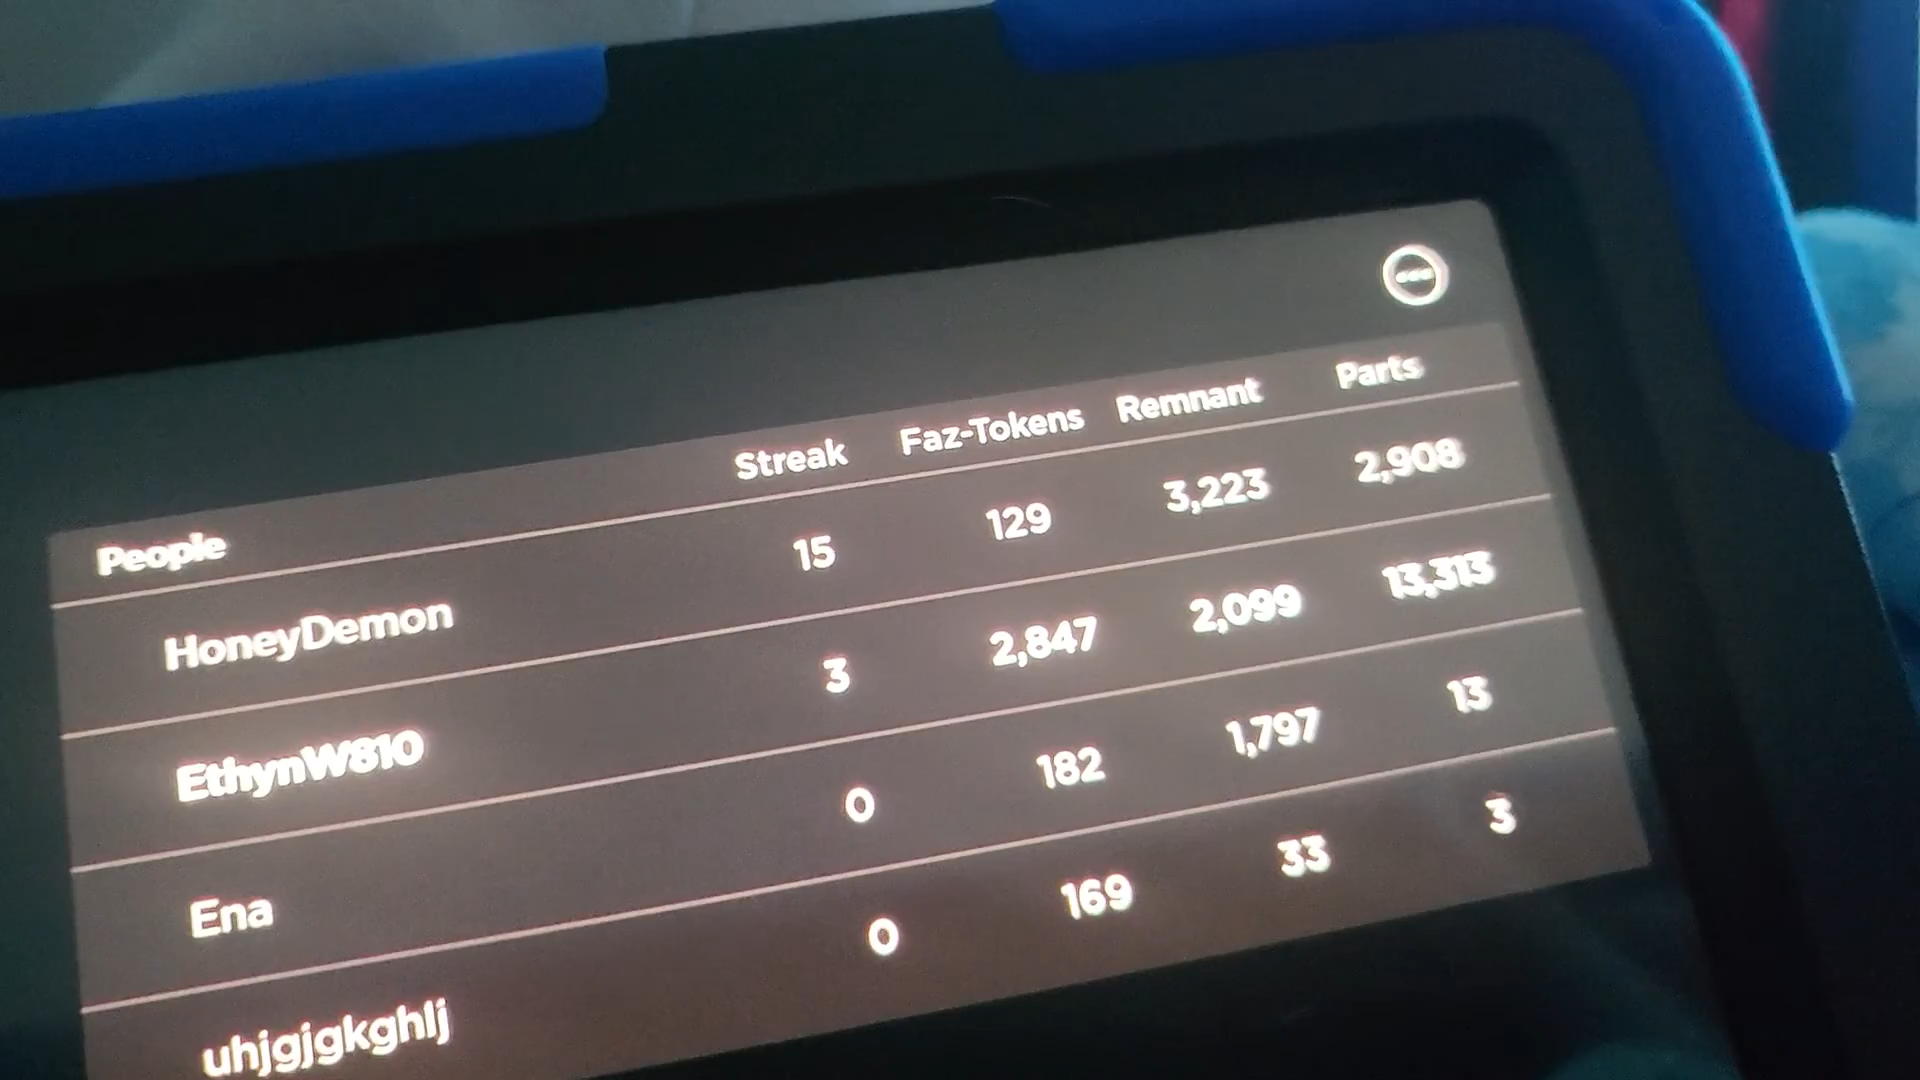 People Streak Faz-Tokens Remnant Parts
HoneyDemon 15 129 3,223 2,908
EthynW810 3 2,847 2,099 13,313
Ena 0 182 1,797 13
uhjgjgkghlj 0 169 33 3